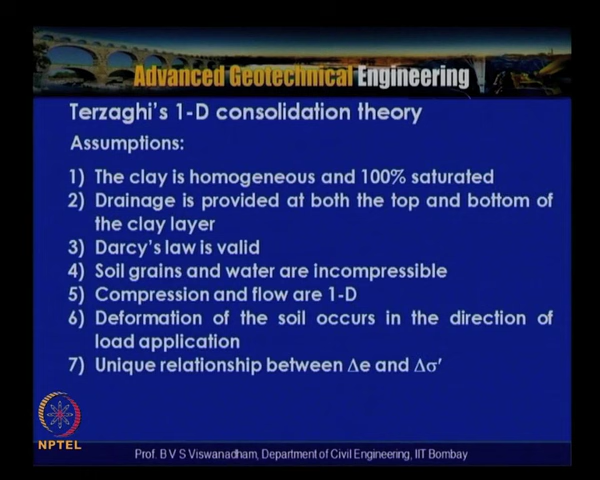 Advanced Geotechnical Engineering
Terzaghi's 1-D consolidation theory
Assumptions:
1) The clay is homogeneous and 100% saturated
2) Drainage is provided at both the top and bottom of
the clay layer
3) Darcy's law is valid
4) Soil grains and water are incompressible
5) Compression and flow are 1-D
6) Deformation of the soil occurs in the direction of
load application
7) Unique relationship between Δe and Δσ′
NPTEL
Prof. B V S Viswanadham, Department of Civil Engineering, IIT Bombay